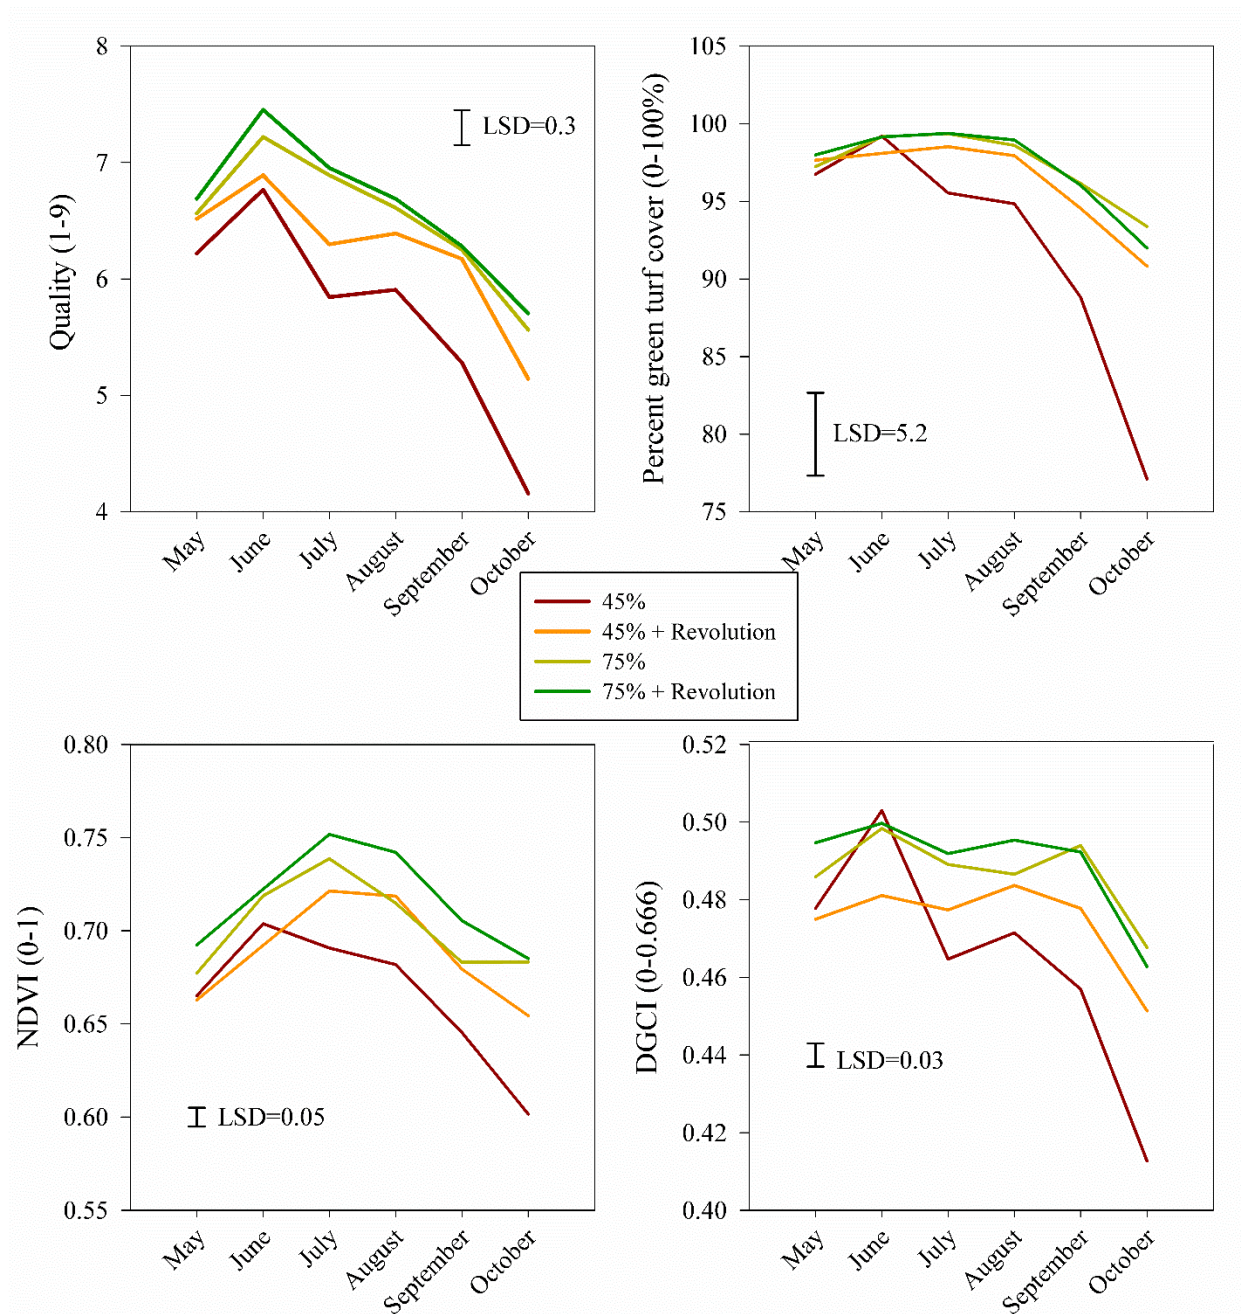 Quality (1-9)
8
7
6
5
4
LSD=0.3
May
June
July
August
September
October
Percent green turf cover (0-100%)
105
100
95
90
85
80
75
LSD=5.2
May
June
July
August
September
October
45%
45% + Revolution
75%
75% + Revolution
NDVI (0-1)
0.80
0.75
0.70
0.65
0.60
0.55
LSD=0.05
May
June
July
August
September
October
DGCI (0-0.666)
0.52
0.50
0.48
0.46
0.44
0.42
0.40
LSD=0.03
May
June
July
August
September
October